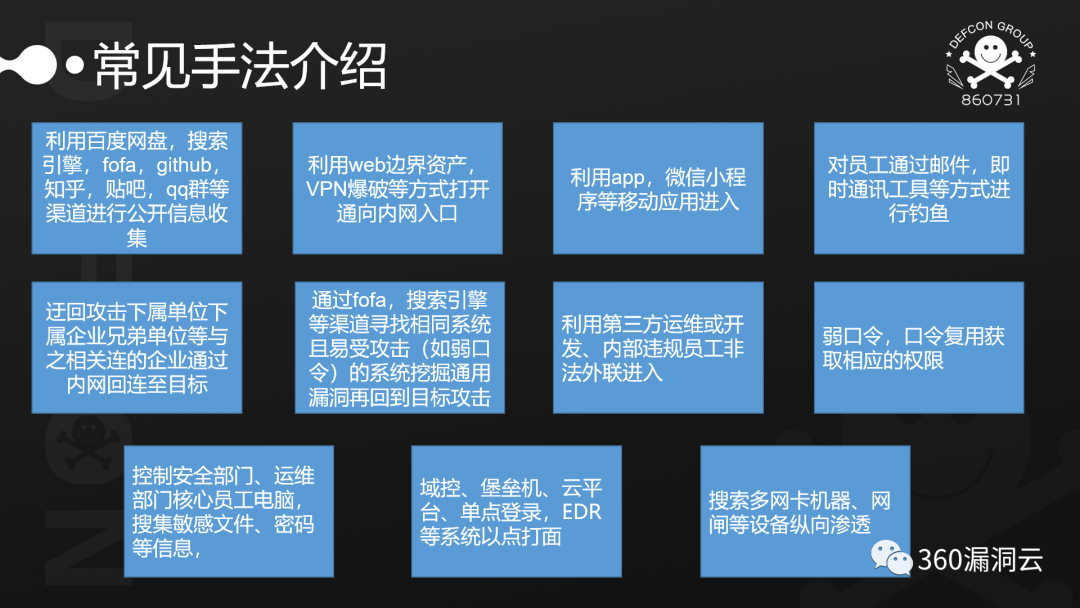 常见手法介绍
DEFCON GROUP
860731
利用百度网盘，搜索
引擎，fofa，github，
知乎，贴吧，qq群等
渠道进行公开信息收
集
利用web边界资产，
VPN爆破等方式打开
通向内网入口
利用app，微信小程
序等移动应用进入
对员工通过邮件，即
时通讯工具等方式进
行钓鱼
迂回攻击下属单位下
属企业兄弟单位等与
之相关连的企业通过
内网回连至目标
通过fofa，搜索引擎
等渠道寻找相同系统
且易受攻击（如弱口
令）的系统挖掘通用
漏洞再回到目标攻击
利用第三方运维或开
发、内部违规员工非
法外联进入
弱口令，口令复用获
取相应的权限
控制安全部门、运维
部门核心员工电脑，
搜集敏感文件、密码
等信息，
域控、堡垒机、云平
台、单点登录，EDR
等系统以点打面
搜索多网卡机器、网
闸等设备纵向渗透
360漏洞云